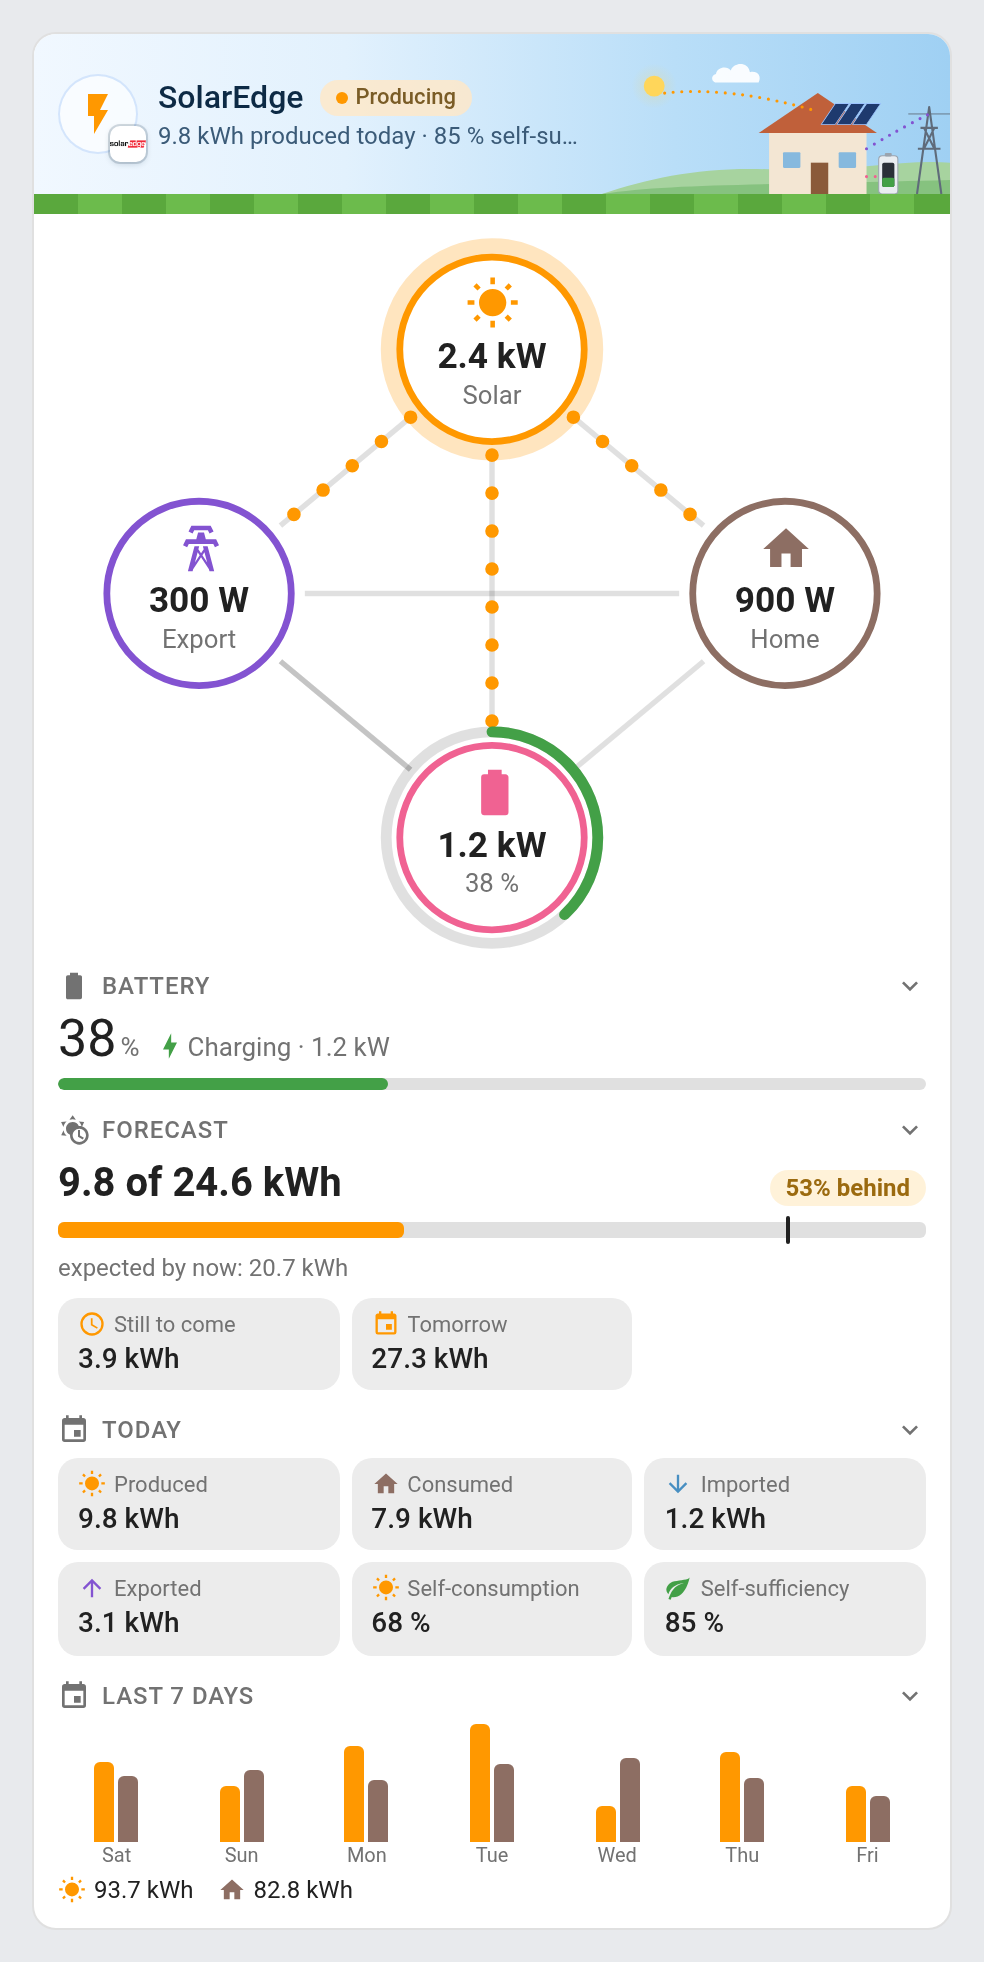 SolarEdge
Producing
solaredge
9.8 kWh produced today · 85 % self-su...
2.4 kW
Solar
300 W
Export
900 W
Home
1.2 kW
38 %
BATTERY
38 % Charging · 1.2 kW
FORECAST
9.8 of 24.6 kWh
53% behind
expected by now: 20.7 kWh
Still to come
3.9 kWh
Tomorrow
27.3 kWh
TODAY
Produced
9.8 kWh
Consumed
7.9 kWh
Imported
1.2 kWh
Exported
3.1 kWh
Self-consumption
68 %
Self-sufficiency
85 %
LAST 7 DAYS
Sat Sun Mon Tue Wed Thu Fri
93.7 kWh 82.8 kWh